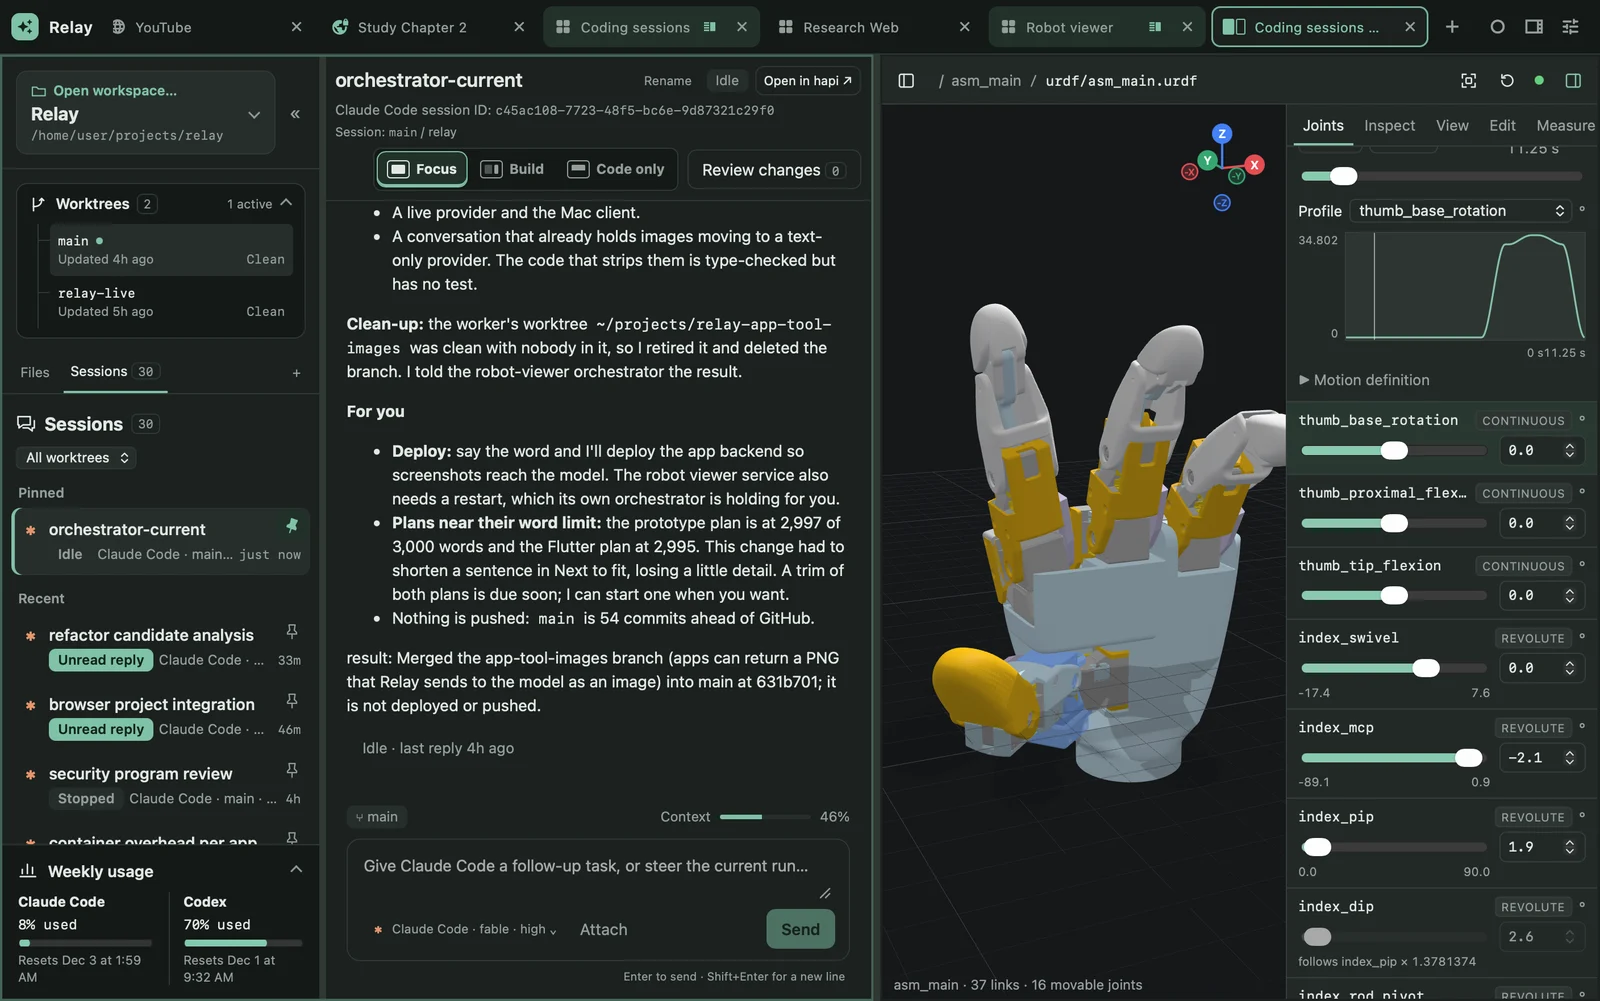 Relay
YouTube
Study Chapter 2
Coding sessions
Research Web
Robot viewer
Coding sessions ...
Open workspace...
Relay
/home/user/projects/relay
Worktrees 2
1 active
main
Updated 4h ago
Clean
relay-live
Updated 5h ago
Clean
Files
Sessions 30
+
Sessions 30
All worktrees
Pinned
orchestrator-current
Idle Claude Code · main... just now
Recent
refactor candidate analysis
Unread reply Claude Code · ... 33m
browser project integration
Unread reply Claude Code · ... 46m
security program review
Stopped Claude Code · main · ... 4h
container overhead per app
Weekly usage
Claude Code
8% used
Resets Dec 3 at 1:59
AM
Codex
70% used
Resets Dec 1 at
9:32 AM
orchestrator-current
Rename
Idle
Open in hapi ↗
Claude Code session ID: c45ac108-7723-48f5-bc6e-9d87321c29f0
Session: main / relay
Focus
Build
Code only
Review changes 0
• A live provider and the Mac client.
• A conversation that already holds images moving to a text-
only provider. The code that strips them is type-checked but
has no test.
Clean-up: the worker's worktree ~/projects/relay-app-tool-
images was clean with nobody in it, so I retired it and deleted the
branch. I told the robot-viewer orchestrator the result.
For you
• Deploy: say the word and I'll deploy the app backend so
screenshots reach the model. The robot viewer service also
needs a restart, which its own orchestrator is holding for you.
• Plans near their word limit: the prototype plan is at 2,997 of
3,000 words and the Flutter plan at 2,995. This change had to
shorten a sentence in Next to fit, losing a little detail. A trim of
both plans is due soon; I can start one when you want.
• Nothing is pushed: main is 54 commits ahead of GitHub.
result: Merged the app-tool-images branch (apps can return a PNG
that Relay sends to the model as an image) into main at 631b701; it
is not deployed or pushed.
Idle · last reply 4h ago
main
Context 46%
Give Claude Code a follow-up task, or steer the current run...
Claude Code · fable · high
Attach
Send
Enter to send · Shift+Enter for a new line
/ asm_main / urdf/asm_main.urdf
Z
Y
X
-X
-Y
-Z
asm_main · 37 links · 16 movable joints
Joints
Inspect
View
Edit
Measure
11.25 s
Profile thumb_base_rotation °
34.802
0
0 s11.25 s
Motion definition
thumb_base_rotation CONTINUOUS °
0.0
thumb_proximal_flex... CONTINUOUS °
0.0
thumb_tip_flexion CONTINUOUS °
0.0
index_swivel REVOLUTE °
0.0
-17.4 7.6
index_mcp REVOLUTE °
-2.1
-89.1 0.9
index_pip REVOLUTE °
1.9
0.0 90.0
index_dip REVOLUTE °
2.6
follows index_pip × 1.3781374
index_rod_pivot REVOLUTE °